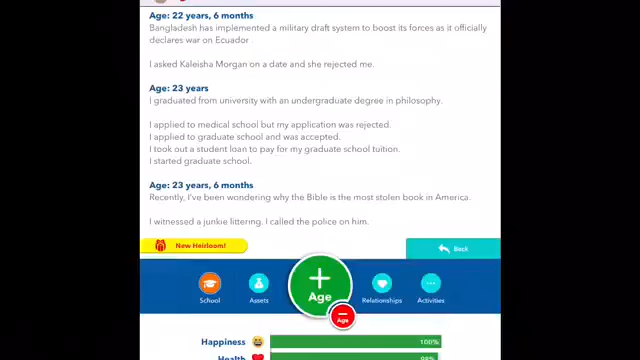 Age: 22 years, 6 months
Bangladesh has implemented a military draft system to boost its forces as it officially
declares war on Ecuador
I asked Kaleisha Morgan on a date and she rejected me.
Age: 23 years
I graduated from university with an undergraduate degree in philosophy.
I applied to medical school but my application was rejected.
I applied to graduate school and was accepted.
I took out a student loan to pay for my graduate school tuition.
I started graduate school.
Age: 23 years, 6 months
Recently, I've been wondering why the Bible is the most stolen book in America.
I witnessed a junkie littering. I called the police on him.
New Heirloom!
Back
School
Assets
+
Age
Relationships
Activities
–
Age
Happiness
100%
Health
98%